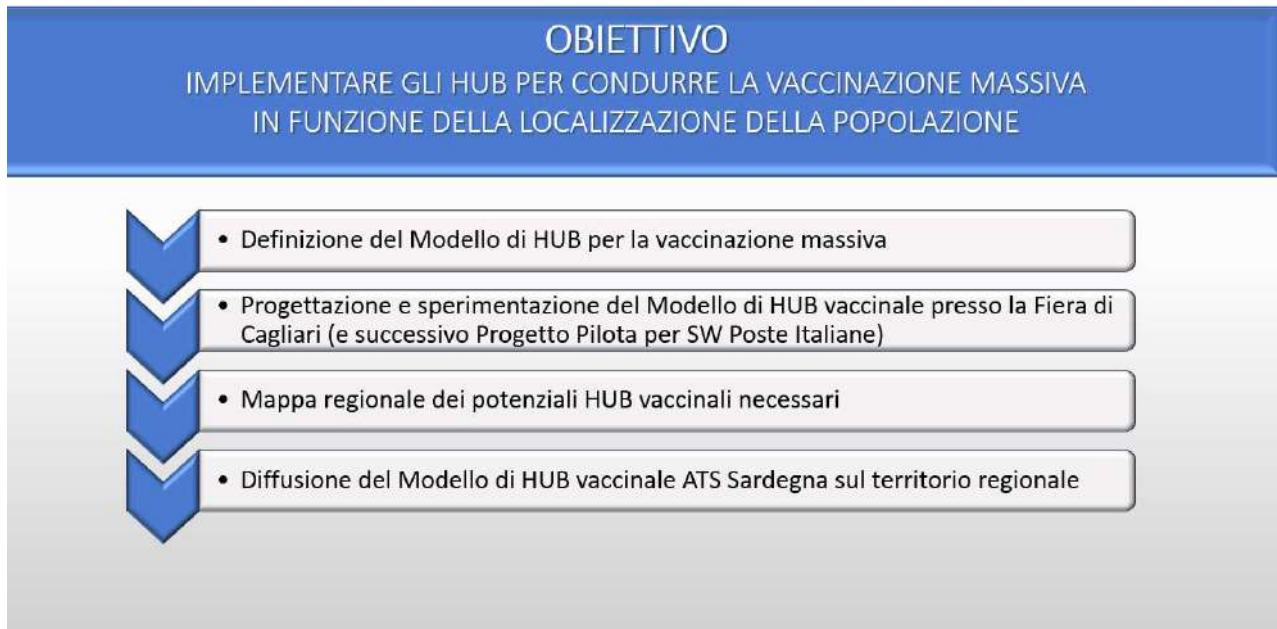 OBIETTIVO
IMPLEMENTARE GLI HUB PER CONDURRE LA VACCINAZIONE MASSIVA
IN FUNZIONE DELLA LOCALIZZAZIONE DELLA POPOLAZIONE
• Definizione del Modello di HUB per la vaccinazione massiva
• Progettazione e sperimentazione del Modello di HUB vaccinale presso la Fiera di
Cagliari (e successivo Progetto Pilota per SW Poste Italiane)
• Mappa regionale dei potenziali HUB vaccinali necessari
• Diffusione del Modello di HUB vaccinale ATS Sardegna sul territorio regionale